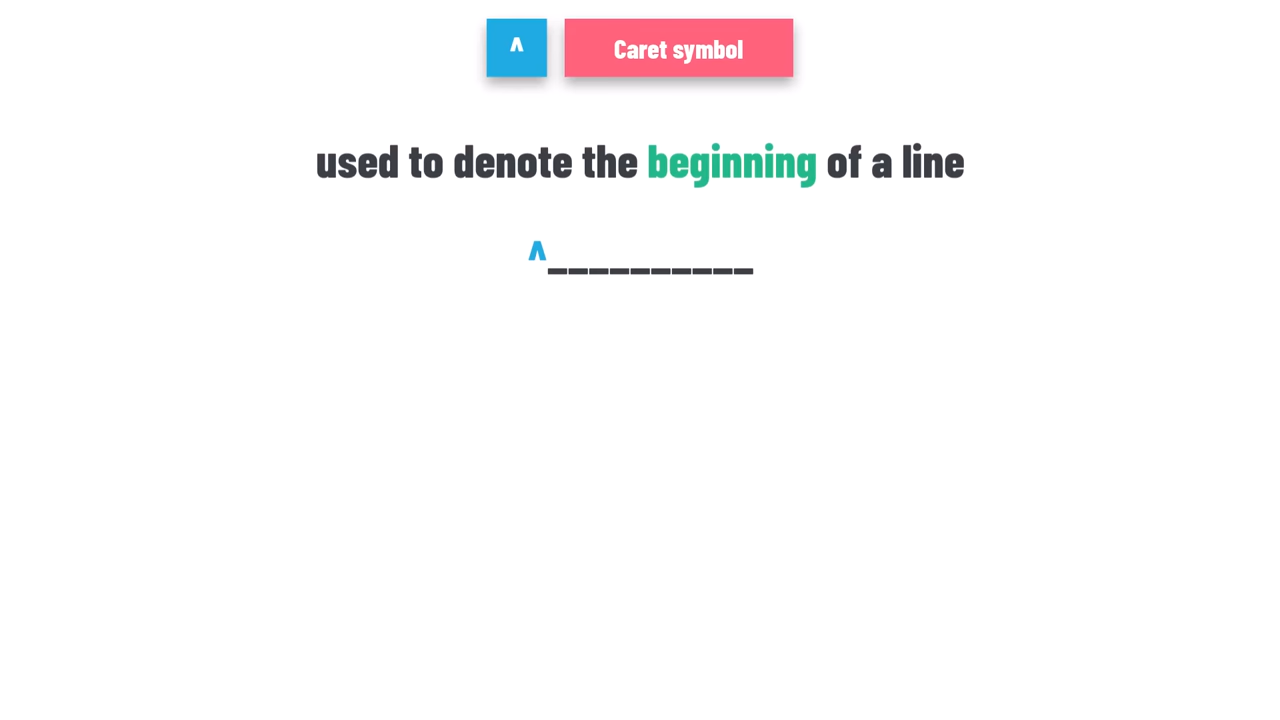 ^ Caret symbol
used to denote the beginning of a line
^__________